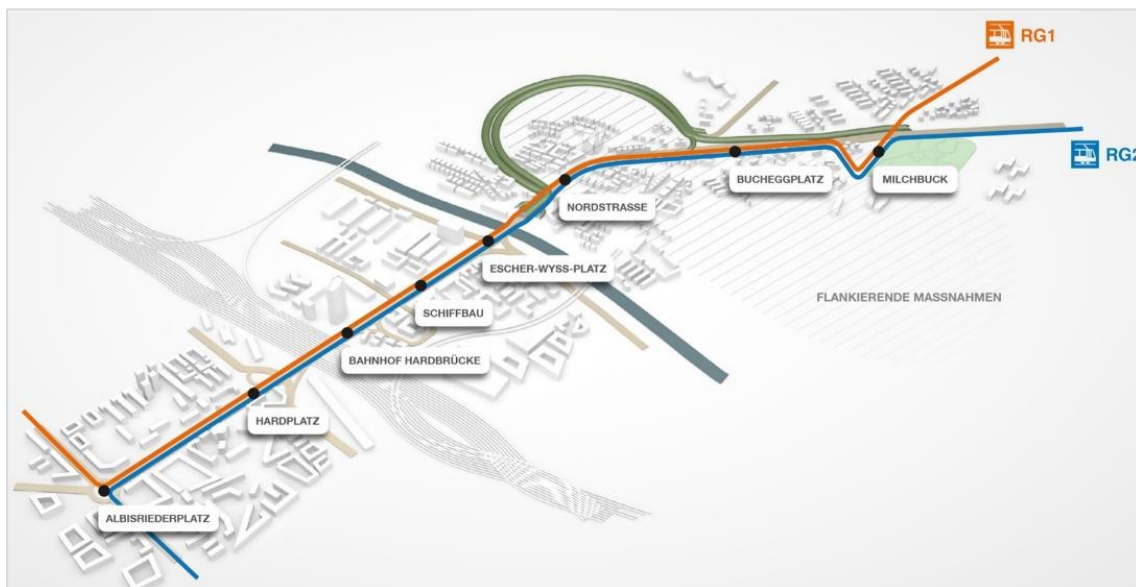 RG1
RG2
BUCHEGGPLATZ
MILCHBUCK
NORDSTRASSE
ESCHER-WYSS-PLATZ
FLANKIERENDE MASSNAHMEN
SCHIFFBAU
BAHNHOF HARDBRÜCKE
HARDPLATZ
ALBISRIEDERPLATZ